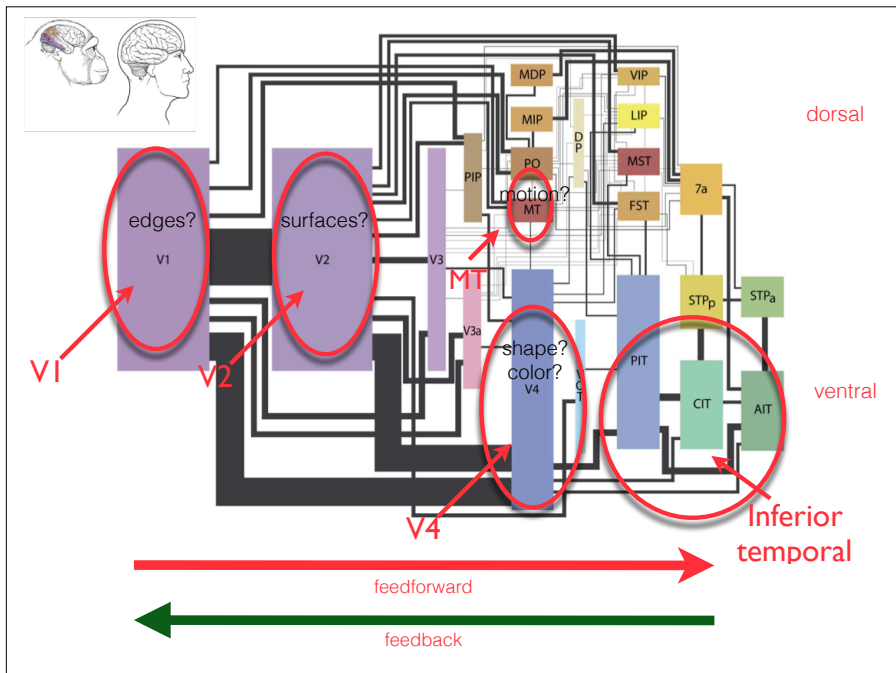 dorsal
MDP
VIP
MIP
LIP
DP
PO
PIP
MST
motion?
MT
7a
FST
edges?
surfaces?
V1
V2
V3
MT
STPp
STPa
V3a
shape?
color?
V4
PIT
CIT
AIT
V1
V2
ventral
V4
Inferior
temporal
feedforward
feedback